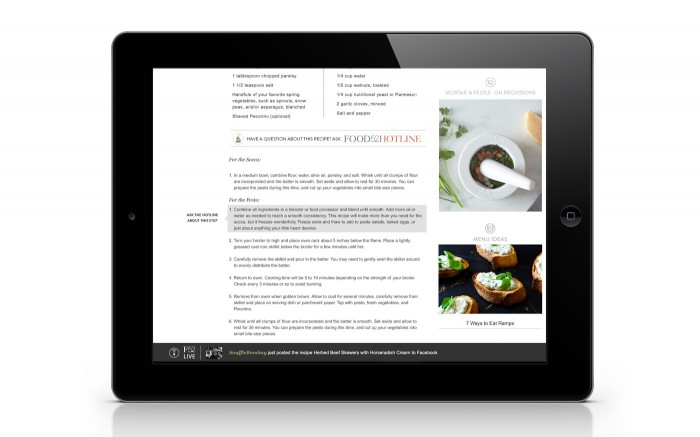 1 tablespoon chopped parsley
1 1/2 teaspoon salt
Handfuls of your favorite spring
vegetables, such as sprouts, snow
peas, and/or asparagus, blanched
Shaved Pecorino (optional)
1/4 cup water
1/2 cup walnuts, toasted
1/4 cup nutritional yeast or Parmesan
2 garlic cloves, minced
Salt and pepper
HAVE A QUESTION ABOUT THIS RECIPE? ASK FOOD52HOTLINE
For the Socca:
1. In a medium bowl, combine flour, water, olive oil, parsley, and salt. Whisk until all clumps of flour
are incorporated and the batter is smooth. Set aside and allow to rest for 30 minutes. You can
prepare the pesto during this time, and cut up your vegetables into small bite size pieces.
For the Pesto:
ASK THE HOTLINE
ABOUT THIS STEP
1. Combine all ingredients in a blender or food processor and blend until smooth. Add more oil or
water as needed to reach a smooth consistency. This recipe will make more than you need for the
socca, but it freezes wonderfully. Freeze extra and thaw to add to pasta salads, baked eggs, or
just about anything your little heart desires.
2. Turn your broiler to high and place oven rack about 5 inches below the flame. Place a lightly
greased cast iron skillet below the broiler for a few minutes until hot.
3. Carefully remove the skillet and pour in the batter. You may need to gently swirl the skillet around
to evenly distribute the batter.
4. Return to oven. Cooking time will be 5 to 10 minutes depending on the strength of your broiler.
Check every 3 minutes or so to avoid burning.
5. Remove from oven when golden brown. Allow to cool for several minutes, carefully remove from
skillet and place on serving dish or parchment paper. Top with pesto, fresh vegetables, and
Pecorino.
6. Whisk until all clumps of flour are incorporated and the batter is smooth. Set aside and allow to
rest for 30 minutes. You can prepare the pesto during this time, and cut up your vegetables into
small bite size pieces.
MORTAR & PESTLE ON PROVISIONS
MENU IDEAS
7 Ways to Eat Ramps
F52
LIVE
just posted the recipe Herbed Beef Skewers with Horseradish Cream to Facebook